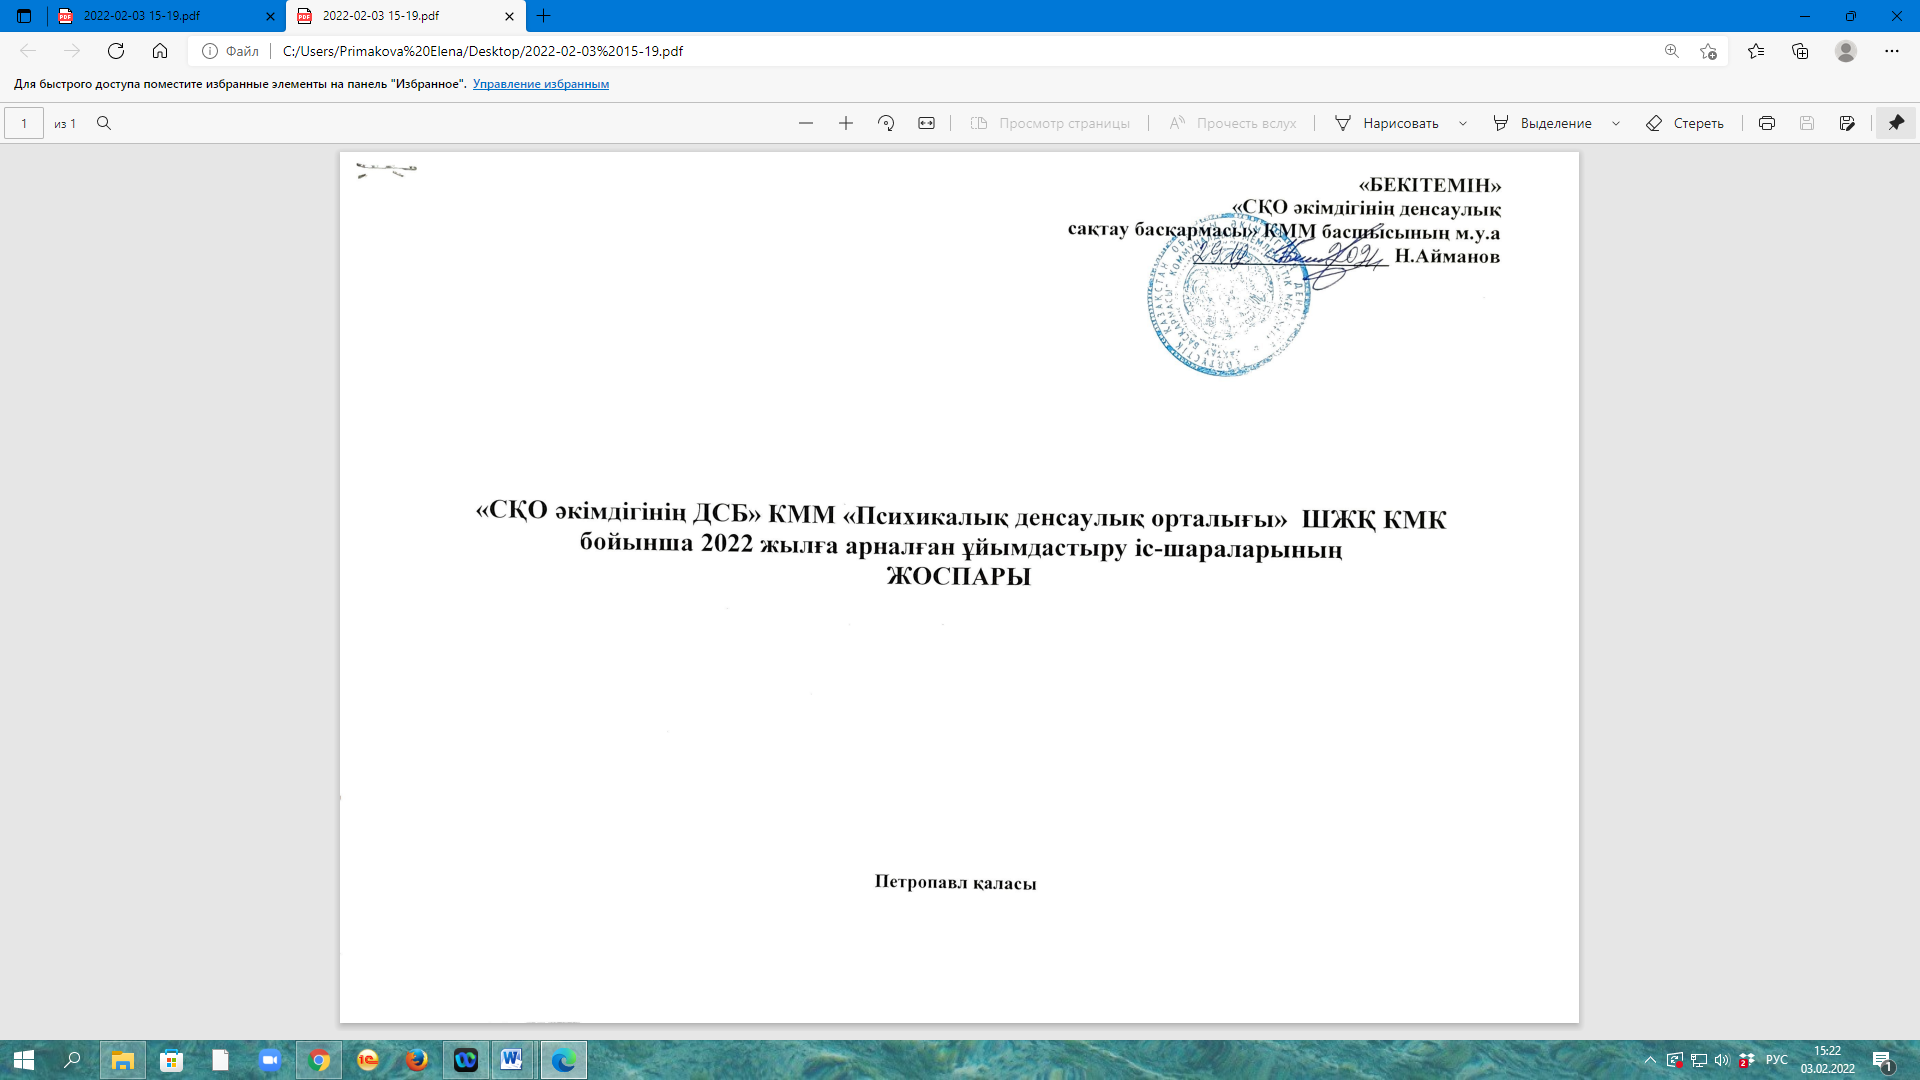 2022-02-03 15-19.pdf
2022-02-03 15-19.pdf
Файл
C:/Users/Primakova%20Elena/Desktop/2022-02-03%2015-19.pdf
Для быстрого доступа поместите избранные элементы на панель "Избранное". Управление избранным
1 из 1
Просмотр страницы
Прочесть вслух
Нарисовать
Выделение
Стереть
«БЕКІТЕМІН»
«СҚО әкімдігінің денсаулық
сақтау басқармасы» КММ басшысының м.у.а
Н.Айманов
«СҚО әкімдігінің ДСБ» КММ «Психикалық денсаулық орталығы» ШЖҚ КМК
бойынша 2022 жылға арналған ұйымдастыру іс-шараларының
ЖОСПАРЫ
Петропавл қаласы
РУС
15:22
03.02.2022
1